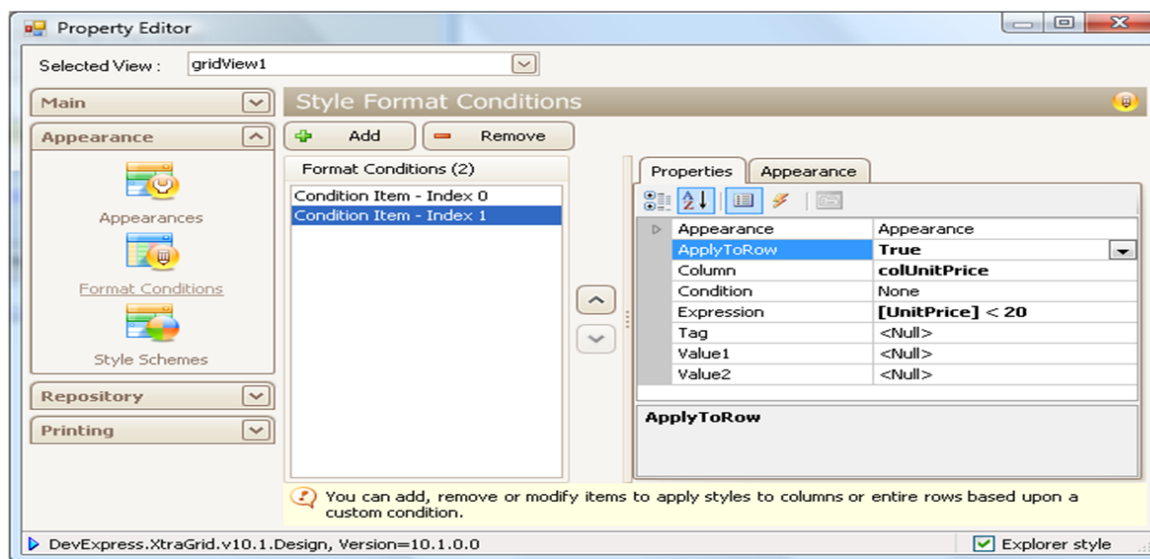 Property Editor
Selected View : gridView1
Main
Appearance
Appearances
Format Conditions
Style Schemes
Repository
Printing
Style Format Conditions
Add Remove
Format Conditions (2)
Condition Item - Index 0
Condition Item - Index 1
Properties Appearance
Appearance Appearance
ApplyToRow True
Column colUnitPrice
Condition None
Expression [UnitPrice] < 20
Tag <Null>
Value1 <Null>
Value2 <Null>
ApplyToRow
You can add, remove or modify items to apply styles to columns or entire rows based upon a
custom condition.
DevExpress.XtraGrid.v10.1.Design, Version=10.1.0.0 Explorer style